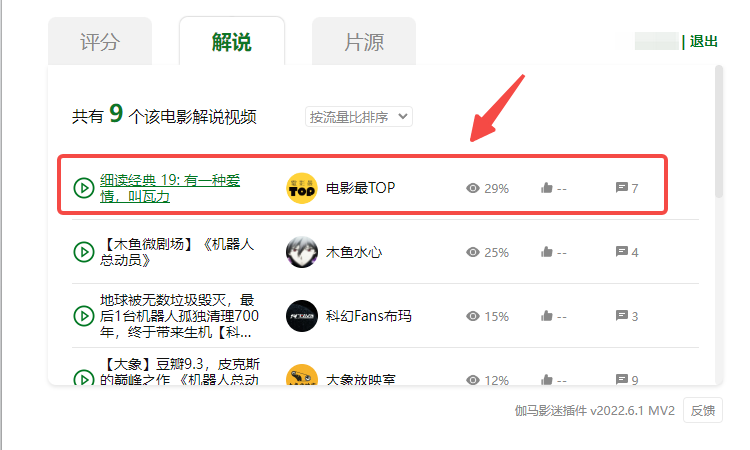 评分
解说
片源
| 退出
共有 9 个该电影解说视频
按流量比排序
细读经典 19: 有一种爱
情，叫瓦力
电影最TOP
29%
--
7
【木鱼微剧场】《机器人
总动员》
木鱼水心
25%
--
4
地球被无数垃圾毁灭，最
后1台机器人孤独清理700
年，终于带来生机【科...
科幻Fans布玛
15%
--
3
【大象】豆瓣9.3，皮克斯
的巅峰之作《机器人总动
大象放映室
12%
--
9
伽马影迷插件 v2022.6.1 MV2
反馈